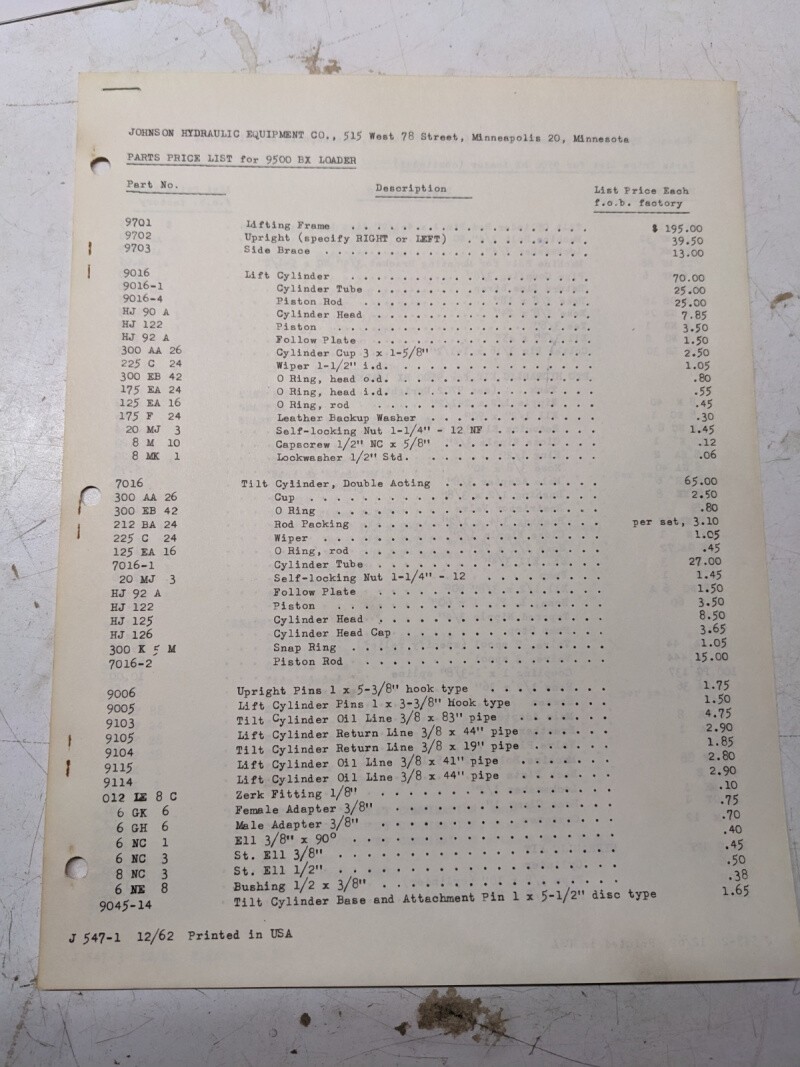 JOHNSON HYDRAULIC EQUIPMENT CO., 515 West 78 Street, Minneapolis 20, Minnesota
PARTS PRICE LIST for 9500 BX LOADER
Part No. Description List Price Each
f.o.b. factory
9701 Lifting Frame . . . . . . . . . . . . . . . . . . $ 195.00
9702 Upright (specify RIGHT or LEFT) . . . . . . . . . 39.50
9703 Side Brace . . . . . . . . . . . . . . . . . . . . 13.00
9016 Lift Cylinder . . . . . . . . . . . . . . . . . . 70.00
9016-1 Cylinder Tube . . . . . . . . . . . . . . . . 25.00
9016-4 Piston Rod . . . . . . . . . . . . . . . . . 25.00
HJ 90 A Cylinder Head . . . . . . . . . . . . . . . . 7.85
HJ 122 Piston . . . . . . . . . . . . . . . . . . . 3.50
HJ 92 A Follow Plate . . . . . . . . . . . . . . . . 1.50
300 AA 26 Cylinder Cup 3 x 1-5/8" . . . . . . . . . . 2.50
225 C 24 Wiper 1-1/2" i.d. . . . . . . . . . . . . . . 1.05
300 EB 42 O Ring, head o.d. . . . . . . . . . . . . . . .80
175 EA 24 O Ring, head i.d. . . . . . . . . . . . . . . .55
125 EA 16 O Ring, rod . . . . . . . . . . . . . . . . .45
175 F 24 Leather Backup Washer . . . . . . . . . . . . .30
20 MJ 3 Self-locking Nut 1-1/4" - 12 NF . . . . . . . . 1.45
8 M 10 Capscrew 1/2" NC x 5/8" . . . . . . . . . . . .12
8 MK 1 Lockwasher 1/2" Std. . . . . . . . . . . . . . .06
7016 Tilt Cylinder, Double Acting . . . . . . . . . . . 65.00
300 AA 26 Cup . . . . . . . . . . . . . . . . . . . . . 2.50
300 EB 42 O Ring . . . . . . . . . . . . . . . . . . . .80
212 BA 24 Rod Packing . . . . . . . . . . . . . . . . . per set, 3.10
225 C 24 Wiper . . . . . . . . . . . . . . . . . . . . 1.05
125 EA 16 O Ring, rod . . . . . . . . . . . . . . . . . .45
7016-1 Cylinder Tube . . . . . . . . . . . . . . . . 27.00
20 MJ 3 Self-locking Nut 1-1/4" - 12 . . . . . . . . . 1.45
HJ 92 A Follow Plate . . . . . . . . . . . . . . . . 1.50
HJ 122 Piston . . . . . . . . . . . . . . . . . . . 3.50
HJ 125 Cylinder Head . . . . . . . . . . . . . . . . 8.50
HJ 126 Cylinder Head Cap . . . . . . . . . . . . . . 3.65
300 K 5 M Snap Ring . . . . . . . . . . . . . . . . . . 1.05
7016-2 Piston Rod . . . . . . . . . . . . . . . . . 15.00
9006 Upright Pins 1 x 5-3/8" hook type . . . . . . . . . 1.75
9005 Lift Cylinder Pins 1 x 3-3/8" Hook type . . . . . . 1.50
9103 Tilt Cylinder Oil Line 3/8 x 83" pipe . . . . . . . 4.75
9105 Lift Cylinder Return Line 3/8 x 44" pipe . . . . . . 2.90
9104 Tilt Cylinder Return Line 3/8 x 19" pipe . . . . . . 1.85
9115 Lift Cylinder Oil Line 3/8 x 41" pipe . . . . . . . 2.80
9114 Lift Cylinder Oil Line 3/8 x 44" pipe . . . . . . . 2.90
012 LE 8 C Zerk Fitting 1/8" . . . . . . . . . . . . . . . . .10
6 GK 6 Female Adapter 3/8" . . . . . . . . . . . . . . . .75
6 GH 6 Male Adapter 3/8" . . . . . . . . . . . . . . . . .70
6 NC 1 Ell 3/8" x 90° . . . . . . . . . . . . . . . . . . .40
6 NC 3 St. Ell 3/8" . . . . . . . . . . . . . . . . . . . .45
8 NC 3 St. Ell 1/2" . . . . . . . . . . . . . . . . . . . .50
6 NE 8 Bushing 1/2 x 3/8" . . . . . . . . . . . . . . . . .38
9045-14 Tilt Cylinder Base and Attachment Pin 1 x 5-1/2" disc type 1.65
J 547-1 12/62 Printed in USA